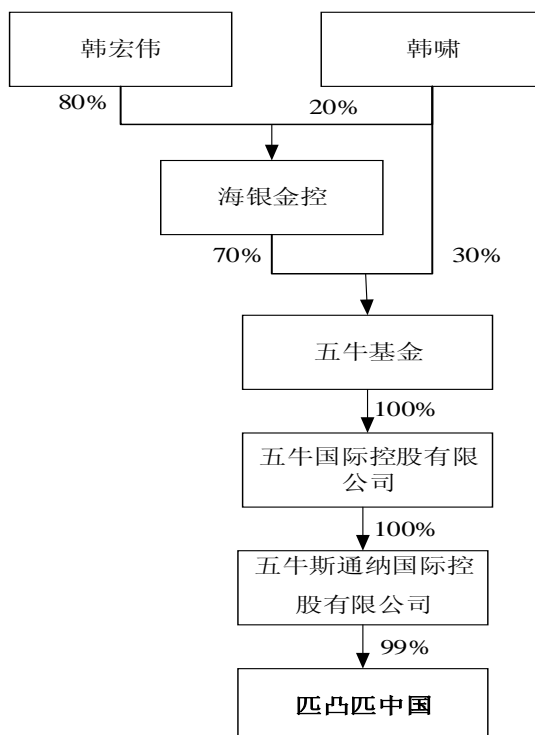 韩宏伟
韩啸
80%
20%
海银金控
70%
30%
五牛基金
100%
五牛国际控股有限
公司
100%
五牛斯通纳国际控
股有限公司
99%
匹凸匹中国